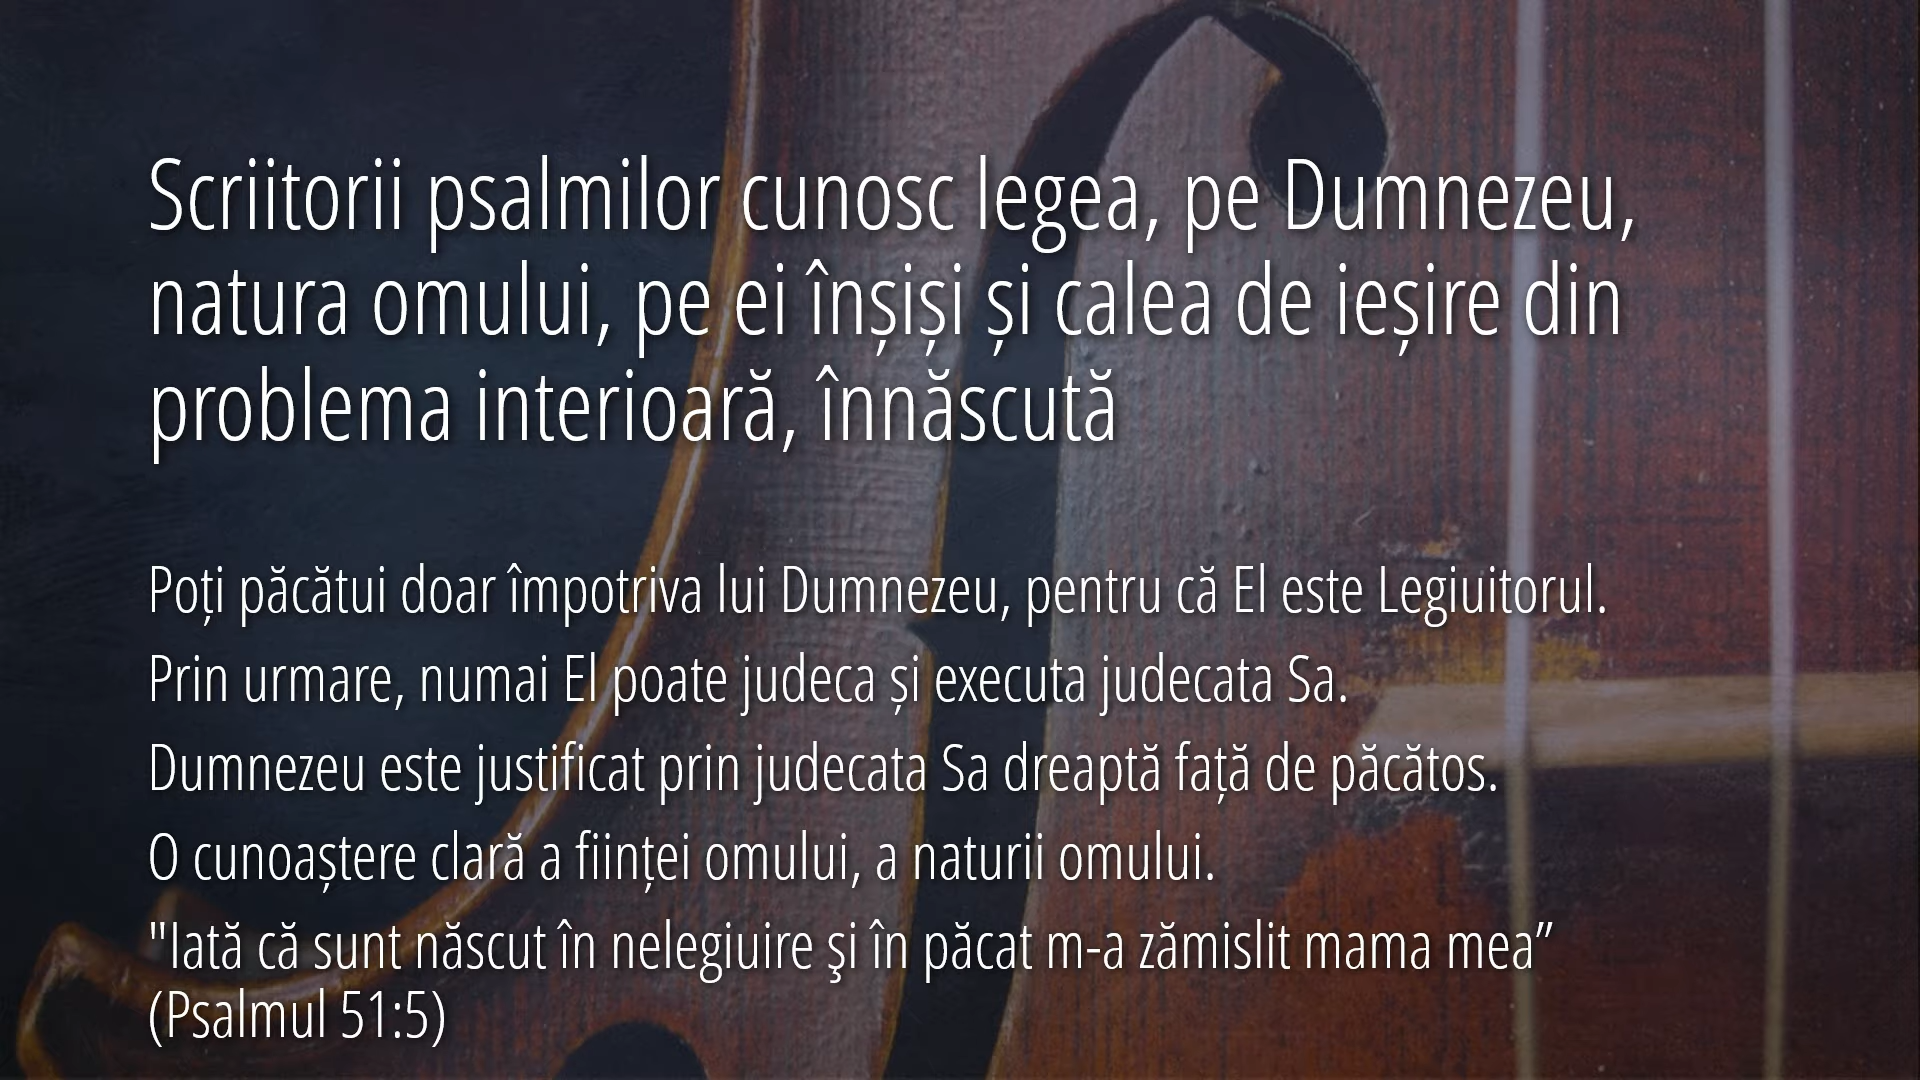 Scriitorii psalmilor cunosc legea, pe Dumnezeu,
natura omului, pe ei înșiși și calea de ieșire din
problema interioară, înnăscută
Poți păcătui doar împotriva lui Dumnezeu, pentru că El este Legiuitorul.
Prin urmare, numai El poate judeca și executa judecata Sa.
Dumnezeu este justificat prin judecata Sa dreaptă față de păcătos.
O cunoaștere clară a ființei omului, a naturii omului.
"Iată că sunt născut în nelegiuire şi în păcat m-a zămislit mama mea”
(Psalmul 51:5)